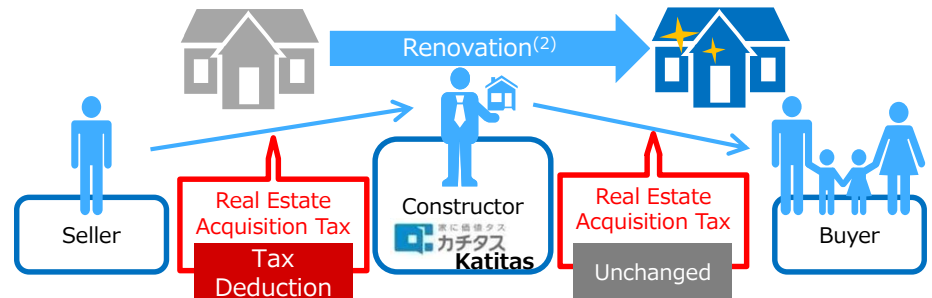 Renovation(2)
Seller
Real Estate
Acquisition Tax
Tax
Deduction
Constructor
家に価値タス
カチタス
Katitas
Real Estate
Acquisition Tax
Unchanged
Buyer